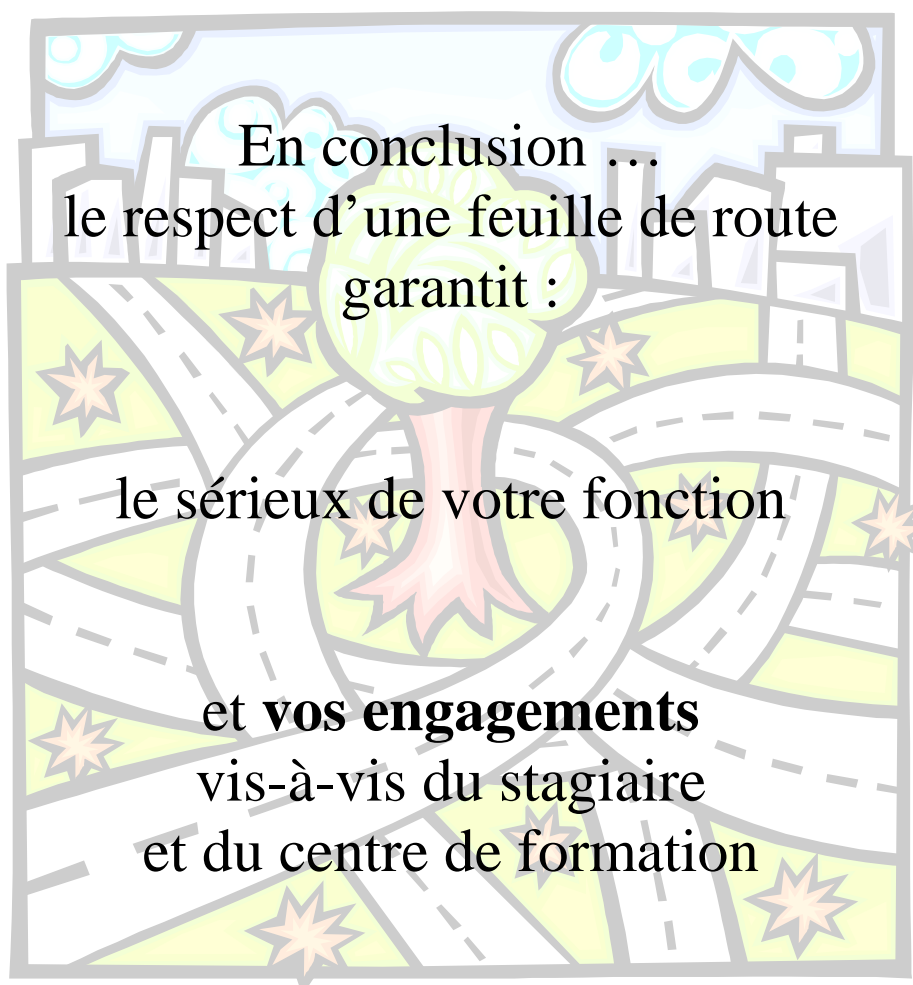 En conclusion …
le respect d’une feuille de route
garantit :
le sérieux de votre fonction
et vos engagements
vis-à-vis du stagiaire
et du centre de formation